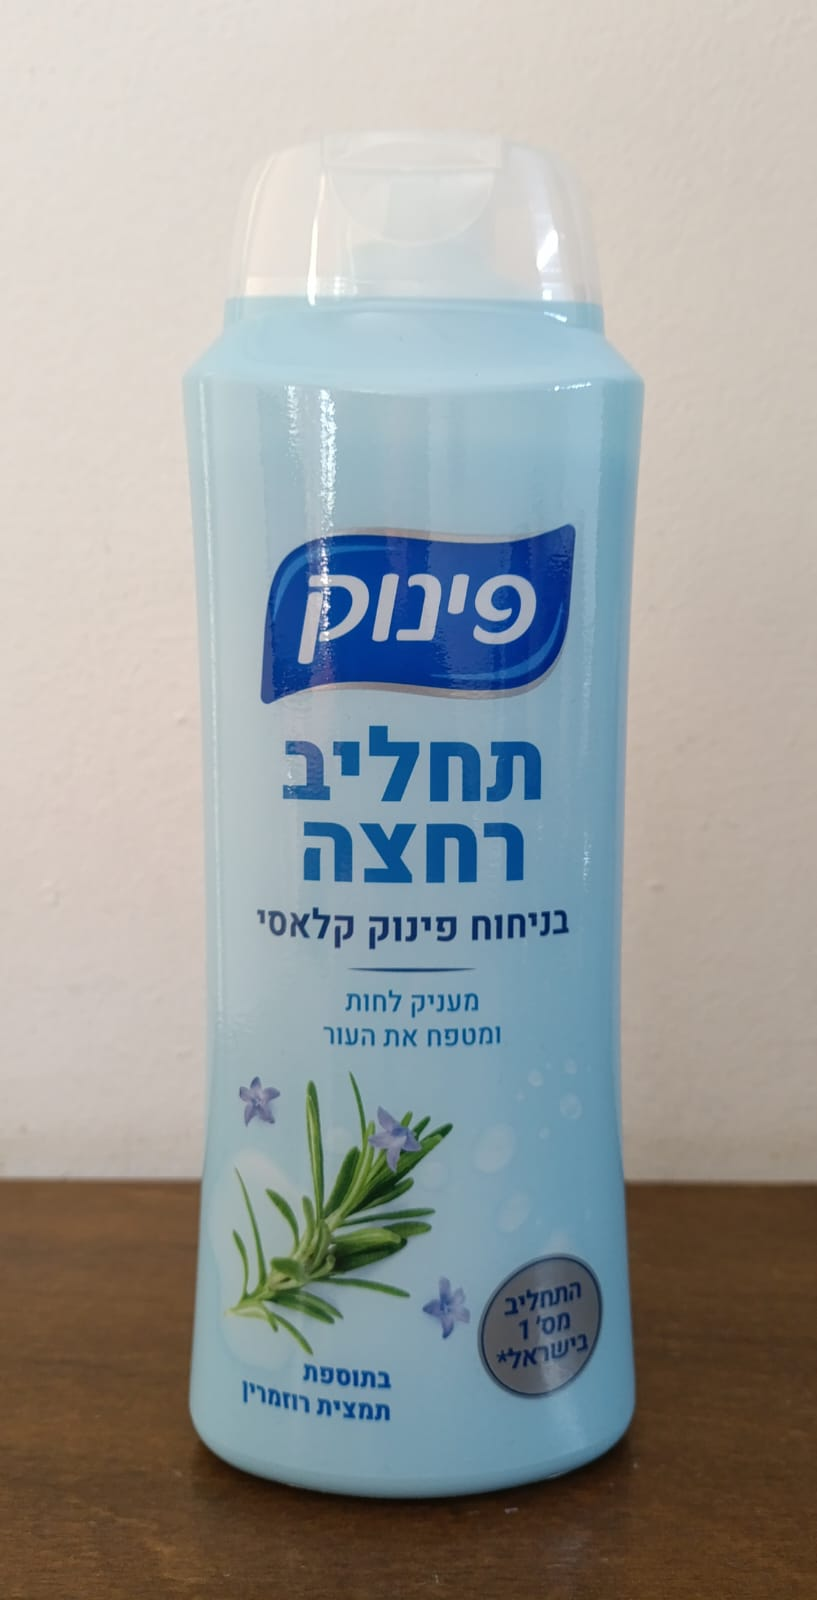 פינוק
תחליב
רחצה
בניחוח פינוק קלאסי
מעניק לחות
ומטפח את העור
התחליב
מס' 1
בישראל*
בתוספת
תמצית רוזמרין